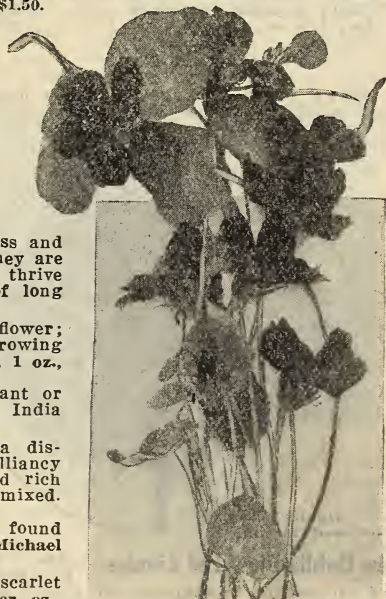 $1.50.
ss and
ey are
thrive
f long
flower;
rowing
1 oz.,
ant or
India
a dis-
lliancy
d rich
mixed.
found
Michael
scarlet